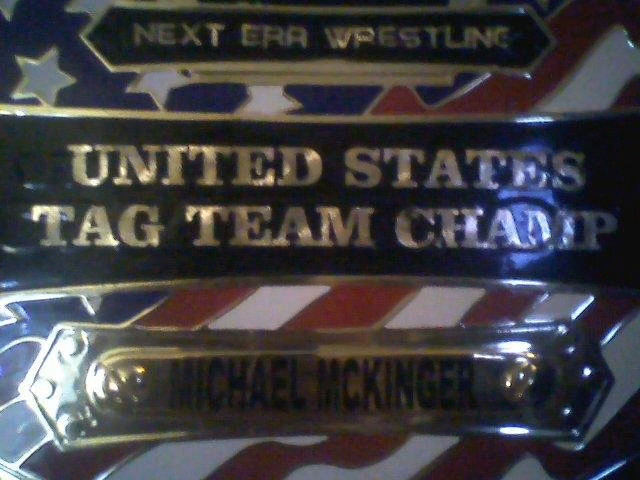 NEXT ERA WRESTLING
UNITED STATES
TAG TEAM CHAMP
MICHAEL MCKINGER